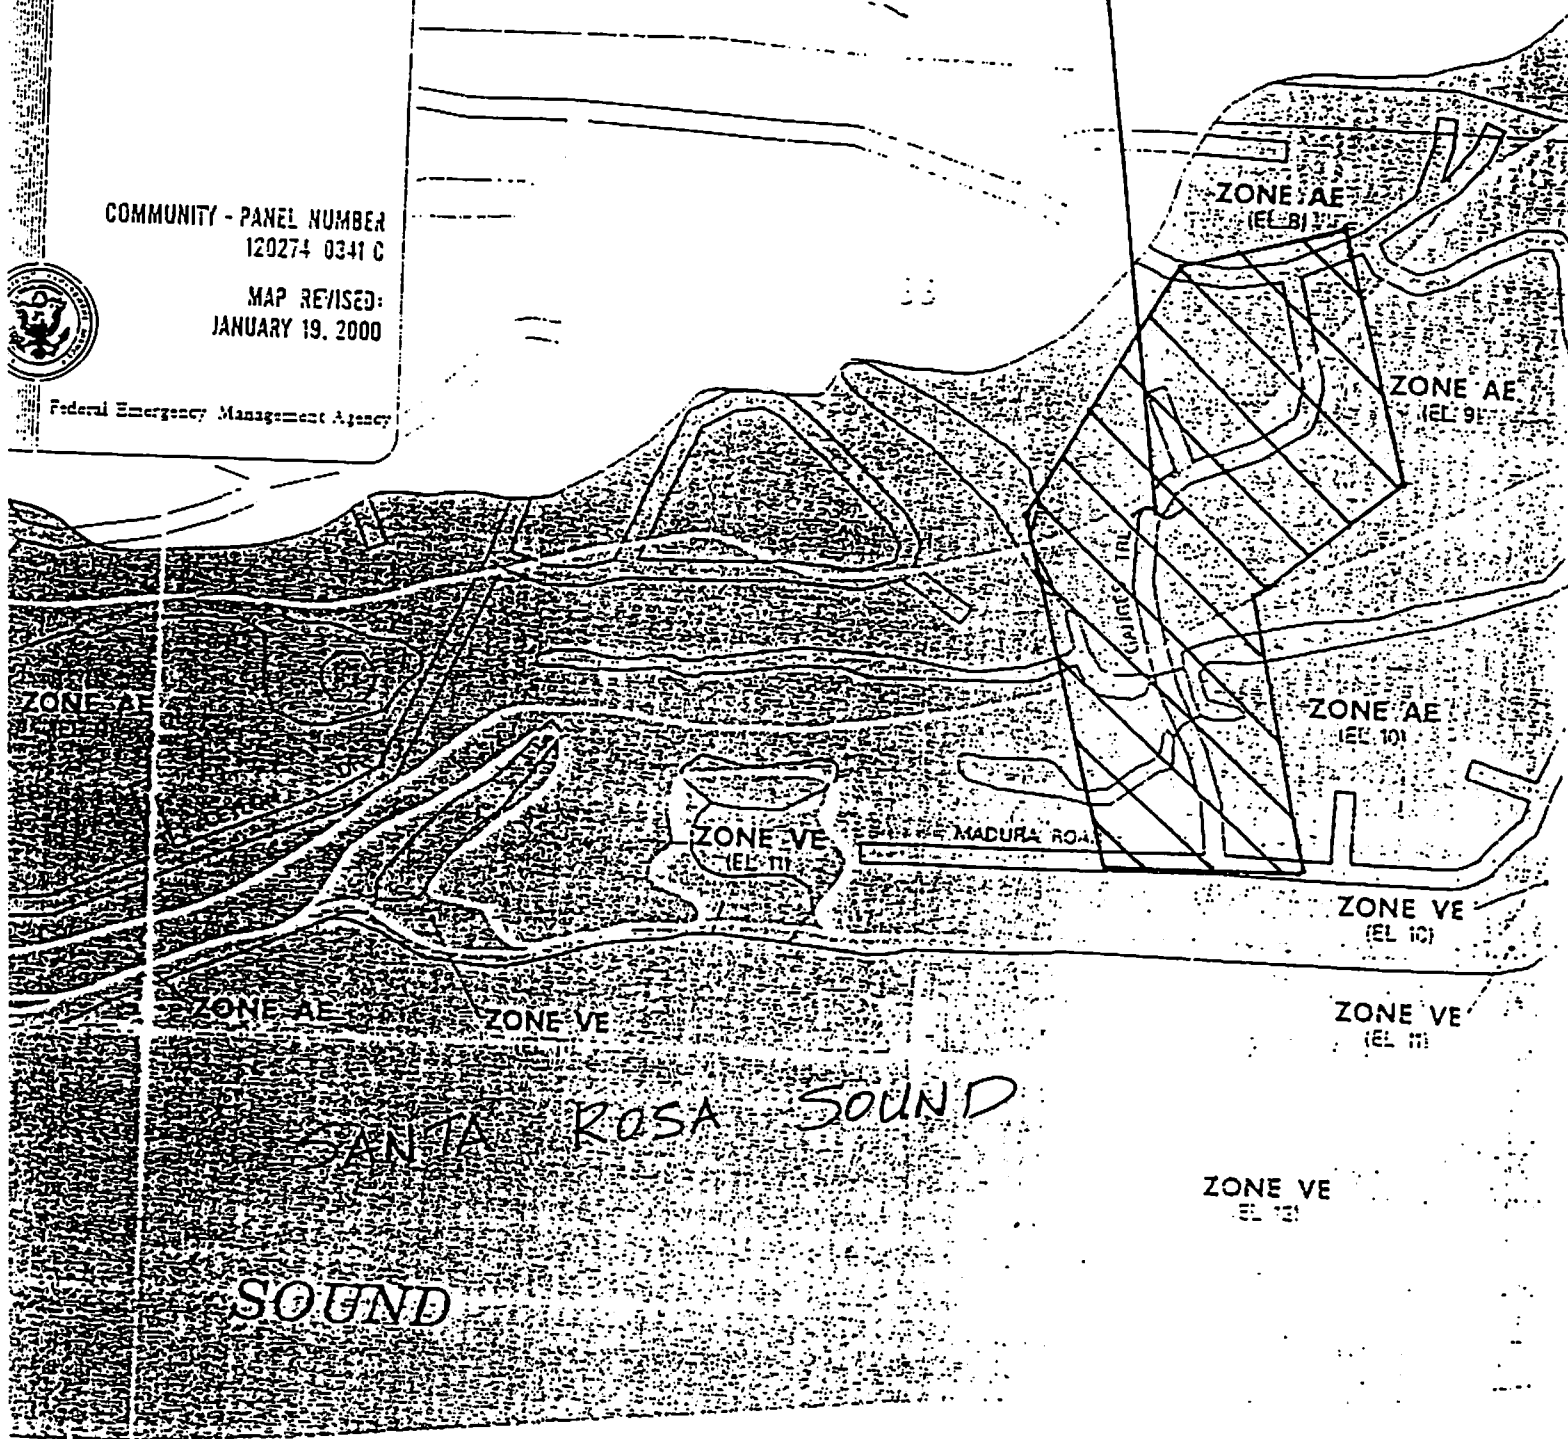 COMMUNITY - PANEL NUMBER
120274 0341 C
MAP REVISED:
JANUARY 19, 2000
Federal Emergency Management Agency
ZONE AE
(EL 8)
ZONE AE
(EL 9)
ZONE AE
ZONE AE
(EL 10)
ZONE VE
(EL 11)
MADURA ROA
ZONE VE
(EL 10)
ZONE AE
ZONE VE
ZONE VE
(EL 11)
SANTA ROSA SOUND
ZONE VE
SOUND